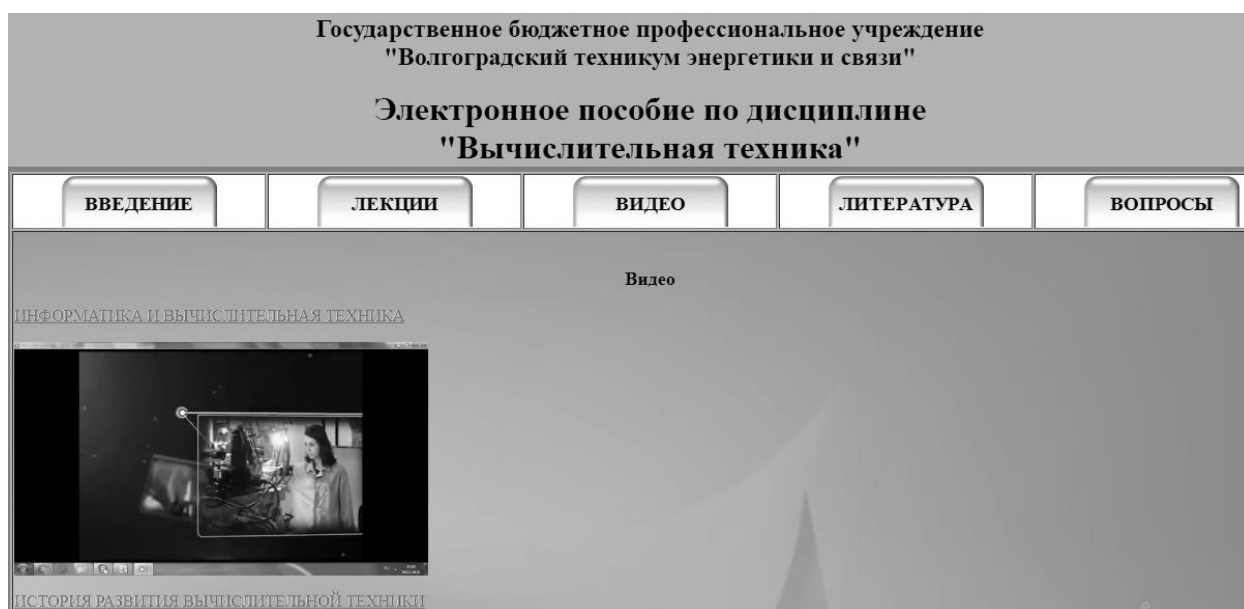 Государственное бюджетное профессиональное учреждение
"Волгоградский техникум энергетики и связи"
Электронное пособие по дисциплине
"Вычислительная техника"
ВВЕДЕНИЕ ЛЕКЦИИ ВИДЕО ЛИТЕРАТУРА ВОПРОСЫ
Видео
ИНФОРМАТИКА И ВЫЧИСЛИТЕЛЬНАЯ ТЕХНИКА
ИСТОРИЯ РАЗВИТИЯ ВЫЧИСЛИТЕЛЬНОЙ ТЕХНИКИ